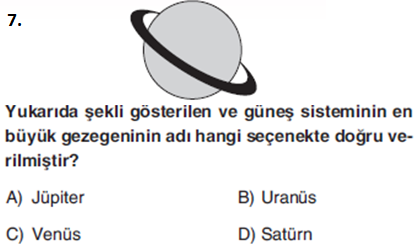 7.
Yukarıda şekli gösterilen ve güneş sisteminin en
büyük gezegeninin adı hangi seçenekte doğru ve-
rilmiştir?
A) Jüpiter B) Uranüs
C) Venüs D) Satürn